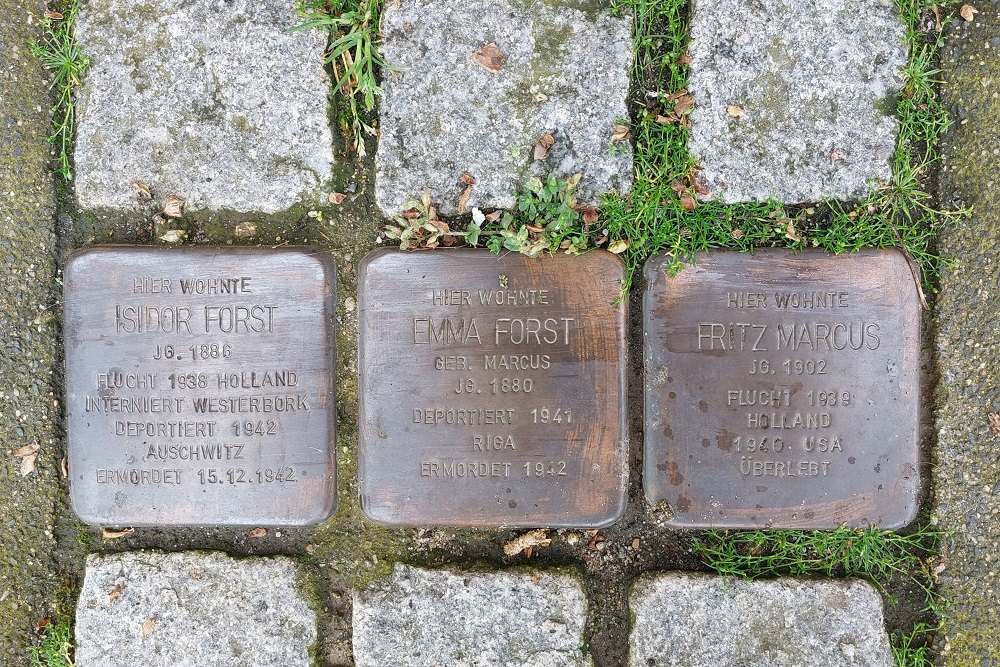 HIER WOHNTE
ISIDOR FORST
JG. 1886
FLUCHT 1938 HOLLAND
INTERNIERT WESTERBORK
DEPORTIERT 1942
AUSCHWITZ
ERMORDET 15.12.1942
HIER WOHNTE
EMMA FORST
GEB. MARCUS
JG. 1880
DEPORTIERT 1941
RIGA
ERMORDET 1942
HIER WOHNTE
FRITZ MARCUS
JG. 1902
FLUCHT 1939
HOLLAND
1940 USA
ÜBERLEBT